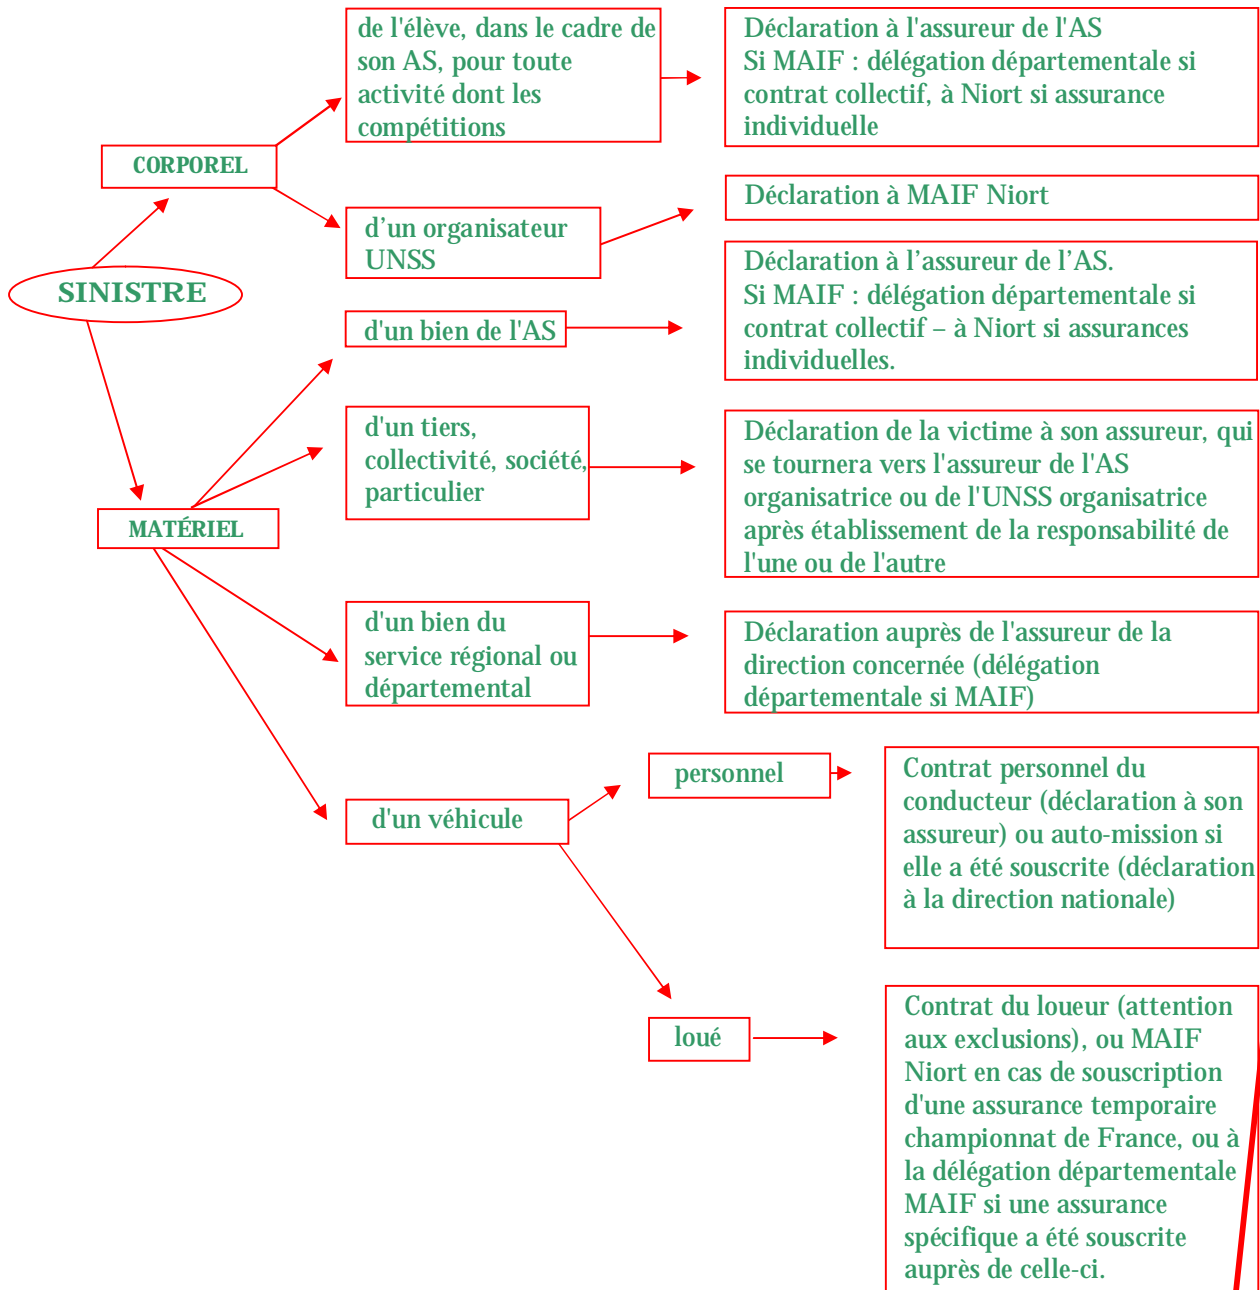 de l'élève, dans le cadre de
son AS, pour toute
activité dont les
compétitions
Déclaration à l'assureur de l'AS
Si MAIF : délégation départementale si
contrat collectif, à Niort si assurance
individuelle
CORPOREL
Déclaration à MAIF Niort
d’un organisateur
UNSS
SINISTRE
Déclaration à l’assureur de l’AS.
Si MAIF : délégation départementale si
contrat collectif – à Niort si assurances
individuelles.
d'un bien de l'AS
d'un tiers,
collectivité, société,
particulier
Déclaration de la victime à son assureur, qui
se tournera vers l'assureur de l'AS
organisatrice ou de l'UNSS organisatrice
après établissement de la responsabilité de
l'une ou de l'autre
MATÉRIEL
d'un bien du
service régional ou
départemental
Déclaration auprès de l'assureur de la
direction concernée (délégation
départementale si MAIF)
d'un véhicule
personnel
Contrat personnel du
conducteur (déclaration à son
assureur) ou auto-mission si
elle a été souscrite (déclaration
à la direction nationale)
loué
Contrat du loueur (attention
aux exclusions), ou MAIF
Niort en cas de souscription
d'une assurance temporaire
championnat de France, ou à
la délégation départementale
MAIF si une assurance
spécifique a été souscrite
auprès de celle-ci.